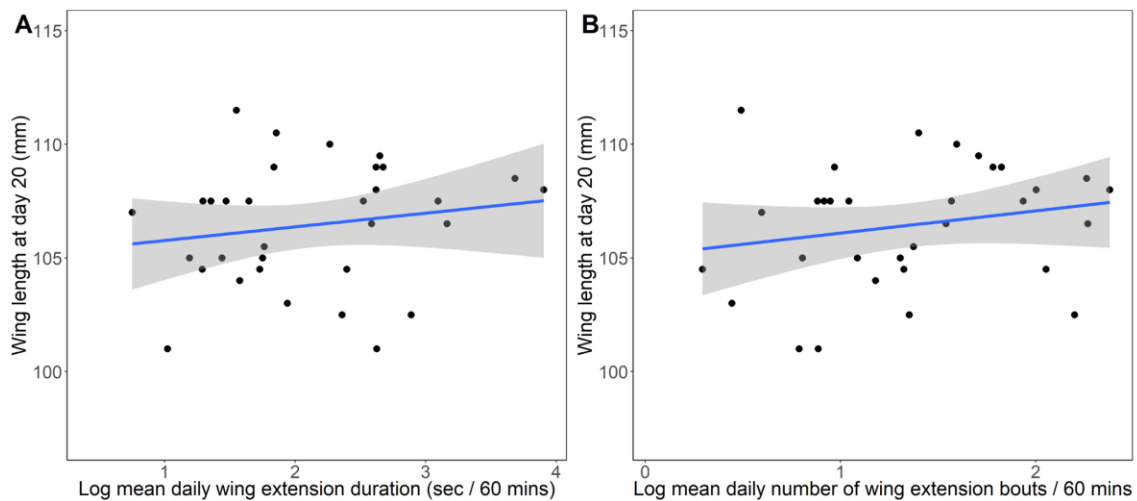 A
Wing length at day 20 (mm)
115
110
105
100
1 2 3 4
Log mean daily wing extension duration (sec / 60 mins)
B
Wing length at day 20 (mm)
115
110
105
100
0 1 2
Log mean daily number of wing extension bouts / 60 mins